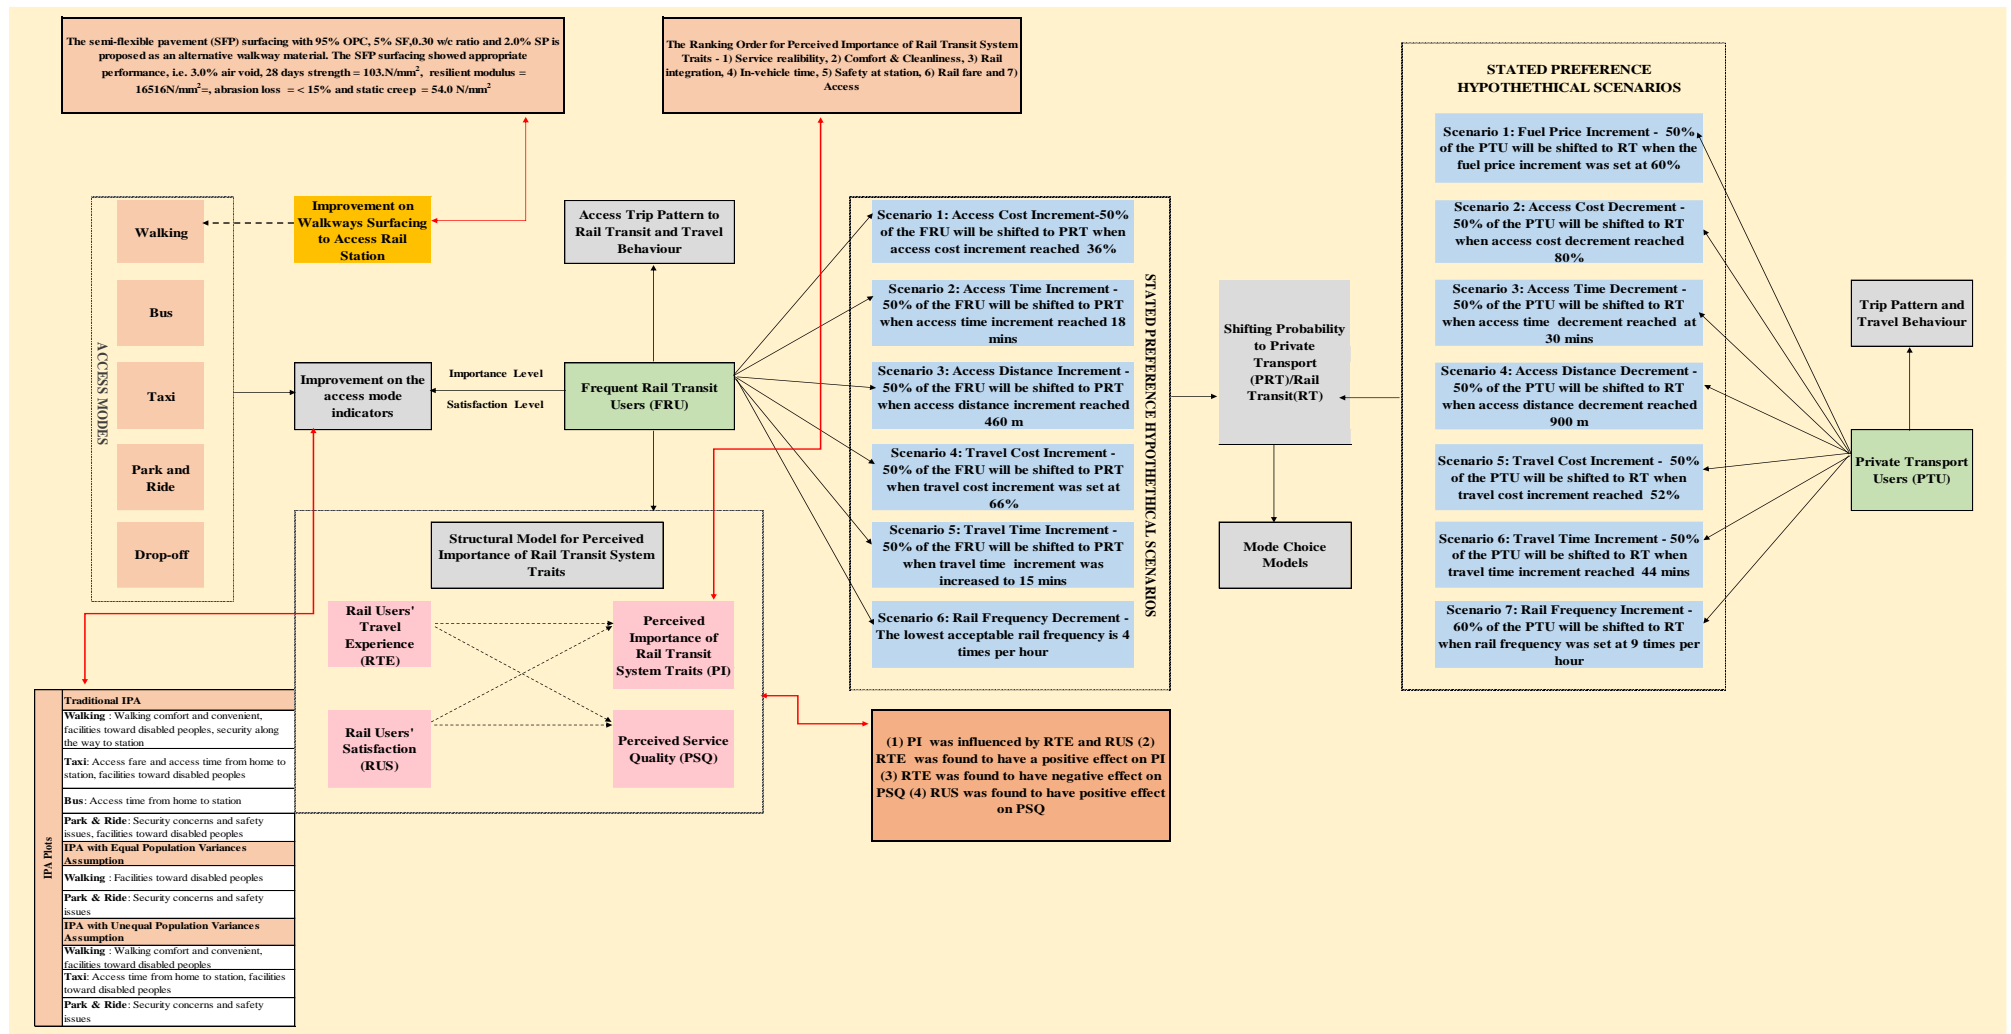 The semi-flexible pavement (SFP) surfacing with 95% OPC, 5% SF,0.30 w/c ratio and 2.0% SP is
proposed as an alternative walkway material. The SFP surfacing showed appropriate
performance, i.e. 3.0% air void, 28 days strength = 103.N/mm², resilient modulus =
16516N/mm²=, abrasion loss = < 15% and static creep = 54.0 N/mm²
The Ranking Order for Perceived Importance of Rail Transit System
Traits - 1) Service realibility, 2) Comfort & Cleanliness, 3) Rail
integration, 4) In-vehicle time, 5) Safety at station, 6) Rail fare and 7)
Access
ACCESS MODES
Walking
Bus
Taxi
Park and
Ride
Drop-off
Improvement on
Walkways Surfacing
to Access Rail
Station
Improvement on the
access mode
indicators
Importance Level
Satisfaction Level
Access Trip Pattern to
Rail Transit and Travel
Behaviour
Frequent Rail Transit
Users (FRU)
Structural Model for Perceived
Importance of Rail Transit System
Traits
Rail Users'
Travel
Experience
(RTE)
Perceived
Importance of
Rail Transit
System Traits (PI)
Rail Users'
Satisfaction
(RUS)
Perceived Service
Quality (PSQ)
Scenario 1: Access Cost Increment-50%
of the FRU will be shifted to PRT when
access cost increment reached 36%
Scenario 2: Access Time Increment -
50% of the FRU will be shifted to PRT
when access time increment reached 18
mins
Scenario 3: Access Distance Increment -
50% of the FRU will be shifted to PRT
when access distance increment reached
460 m
Scenario 4: Travel Cost Increment -
50% of the FRU will be shifted to PRT
when travel cost increment was set at
66%
Scenario 5: Travel Time Increment -
50% of the FRU will be shifted to PRT
when travel time increment was
increased to 15 mins
Scenario 6: Rail Frequency Decrement -
The lowest acceptable rail frequency is 4
times per hour
STATED PREFERENCE HYPOTHETHICAL SCENARIOS
(1) PI was influenced by RTE and RUS (2)
RTE was found to have a positive effect on PI
(3) RTE was found to have negative effect on
PSQ (4) RUS was found to have positive effect
on PSQ
Shifting Probability
to Private
Transport
(PRT)/Rail
Transit(RT)
Mode Choice
Models
STATED PREFERENCE
HYPOTHETHICAL SCENARIOS
Scenario 1: Fuel Price Increment - 50%
of the PTU will be shifted to RT when the
fuel price increment was set at 60%
Scenario 2: Access Cost Decrement -
50% of the PTU will be shifted to RT
when access cost decrement reached
80%
Scenario 3: Access Time Decrement -
50% of the PTU will be shifted to RT
when access time decrement reached at
30 mins
Scenario 4: Access Distance Decrement -
50% of the PTU will be shifted to RT
when access distance decrement reached
900 m
Scenario 5: Travel Cost Increment - 50%
of the PTU will be shifted to RT when
travel cost increment reached 52%
Scenario 6: Travel Time Increment - 50%
of the PTU will be shifted to RT when
travel time increment reached 44 mins
Scenario 7: Rail Frequency Increment -
60% of the PTU will be shifted to RT
when rail frequency was set at 9 times per
hour
Trip Pattern and
Travel Behaviour
Private Transport
Users (PTU)
IPA Plots
Traditional IPA
Walking : Walking comfort and convenient,
facilities toward disabled peoples, security along
the way to station
Taxi: Access fare and access time from home to
station, facilities toward disabled peoples
Bus: Access time from home to station
Park & Ride: Security concerns and safety
issues, facilities toward disabled peoples
IPA with Equal Population Variances
Assumption
Walking : Facilities toward disabled peoples
Park & Ride: Security concerns and safety
issues
IPA with Unequal Population Variances
Assumption
Walking : Walking comfort and convenient,
facilities toward disabled peoples
Taxi: Access time from home to station, facilities
toward disabled peoples
Park & Ride: Security concerns and safety
issues